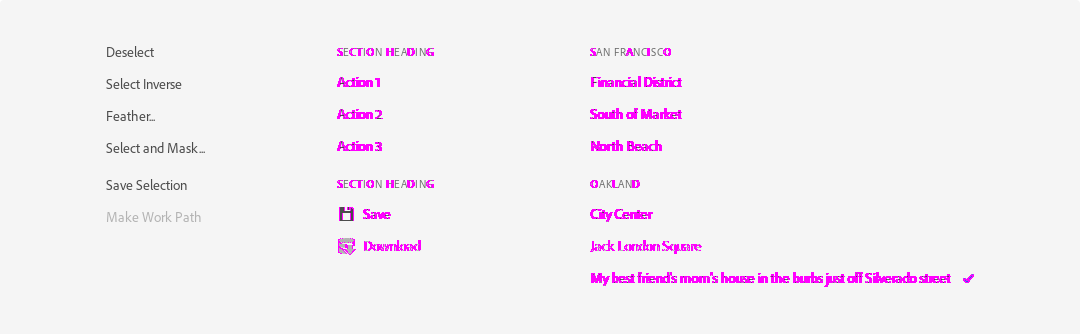 Deselect
Select Inverse
Feather...
Select and Mask...
Save Selection
Make Work Path
SECTION HEADING
Action 1
Action 2
Action 3
SECTION HEADING
Save
Download
SAN FRANCISCO
Financial District
South of Market
North Beach
OAKLAND
City Center
Jack London Square
My best friend's mom's house in the burbs just off Silverado street